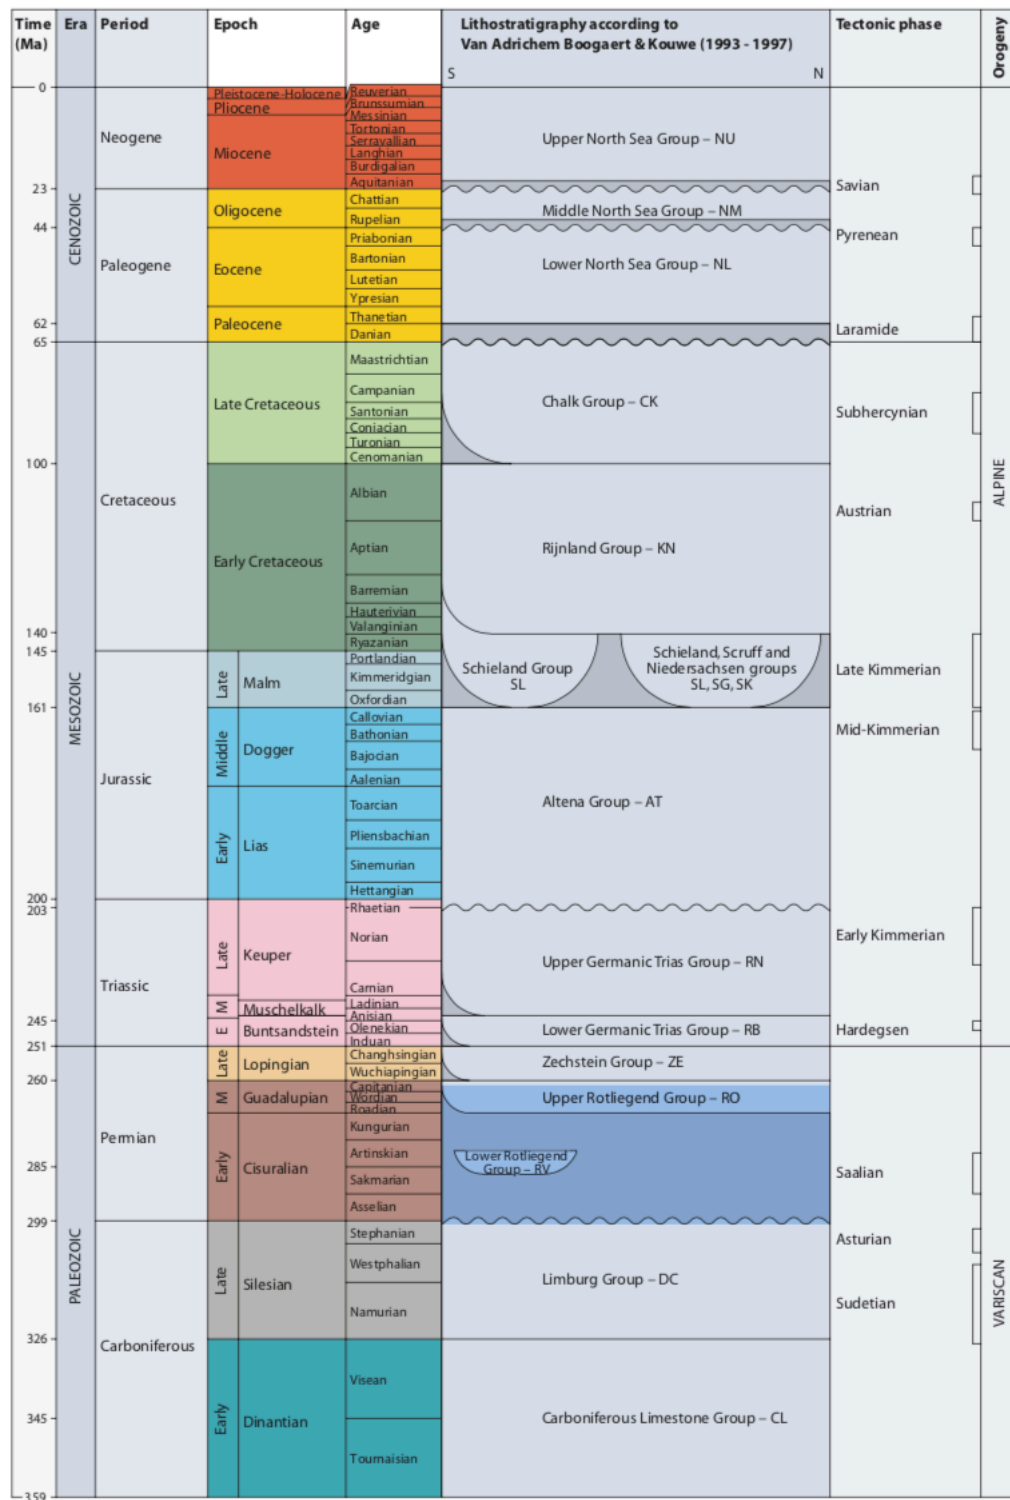 Time
(Ma)
Era
Period
Epoch
Age
Lithostratigraphy according to
Van Adrichem Boogaert & Kouwe (1993 - 1997)
S
N
Tectonic phase
Orogeny
0
23
44
62
65
100
140
145
161
200
203
245
251
260
285
299
326
345
359
CENOZOIC
MESOZOIC
PALEOZOIC
Neogene
Paleogene
Cretaceous
Jurassic
Triassic
Permian
Carboniferous
Pleistocene-Holocene
Pliocene
Miocene
Oligocene
Eocene
Paleocene
Late Cretaceous
Early Cretaceous
Late
Malm
Middle
Dogger
Early
Lias
Late
Keuper
M
Muschelkalk
E
Buntsandstein
Late
Lopingian
M
Guadalupian
Early
Cisuralian
Late
Silesian
Early
Dinantian
Reuverian
Brunssumian
Messinian
Tortonian
Serravallian
Langhian
Burdigalian
Aquitanian
Chattian
Rupelian
Priabonian
Bartonian
Lutetian
Ypresian
Thanetian
Danian
Maastrichtian
Campanian
Santonian
Coniacian
Turonian
Cenomanian
Albian
Aptian
Barremian
Hauterivian
Valanginian
Ryazanian
Portlandian
Kimmeridgian
Oxfordian
Callovian
Bathonian
Bajocian
Aalenian
Toarcian
Pliensbachian
Sinemurian
Hettangian
Rhaetian
Norian
Carnian
Ladinian
Anisian
Olenekian
Induan
Changhsingian
Wuchiapingian
Capitanian
Wordian
Roadian
Kungurian
Artinskian
Sakmarian
Asselian
Stephanian
Westphalian
Namurian
Visean
Tournaisian
Upper North Sea Group – NU
Middle North Sea Group – NM
Lower North Sea Group – NL
Chalk Group – CK
Rijnland Group – KN
Schieland Group
SL
Schieland, Scruff and
Niedersachsen groups
SL, SG, SK
Altena Group – AT
Upper Germanic Trias Group – RN
Lower Germanic Trias Group – RB
Zechstein Group – ZE
Upper Rotliegend Group – RO
Lower Rotliegend
Group – RV
Limburg Group – DC
Carboniferous Limestone Group – CL
Savian
Pyrenean
Laramide
Subhercynian
Austrian
Late Kimmerian
Mid-Kimmerian
Early Kimmerian
Hardegsen
Saalian
Asturian
Sudetian
ALPINE
VARISCAN